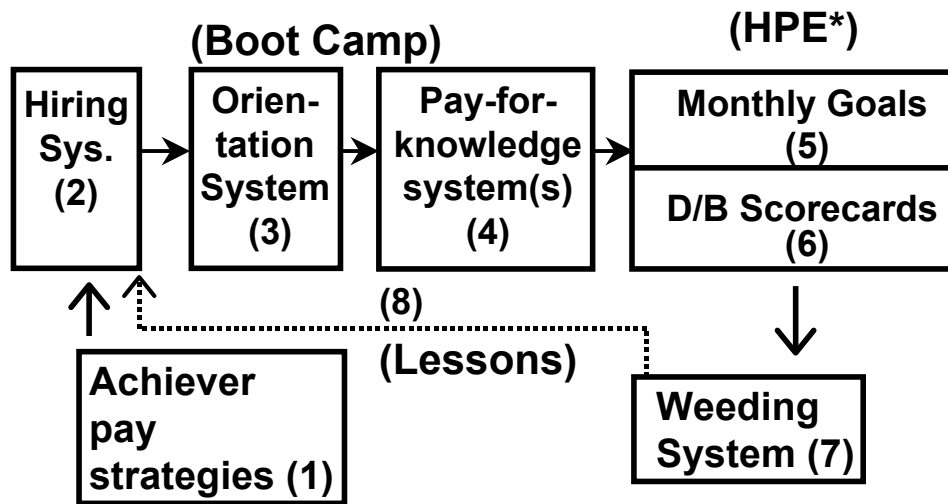 (Boot Camp)
(HPE*)
Hiring
Sys.
(2)
Orien-
tation
System
(3)
Pay-for-
knowledge
system(s)
(4)
Monthly Goals
(5)
D/B Scorecards
(6)
(8)
(Lessons)
Achiever
pay
strategies (1)
Weeding
System (7)